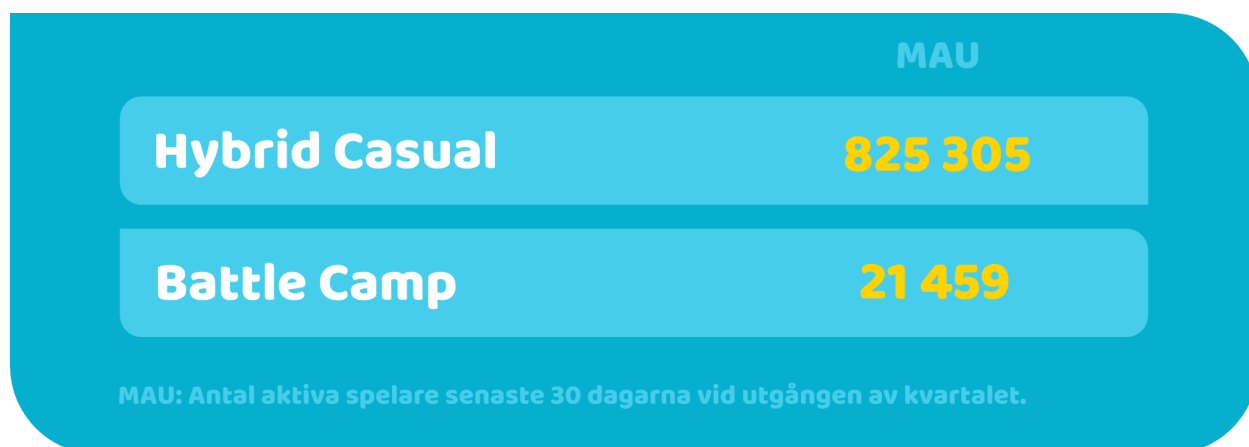 MAU
Hybrid Casual 825 305
Battle Camp 21 459
MAU: Antal aktiva spelare senaste 30 dagarna vid utgången av kvartalet.